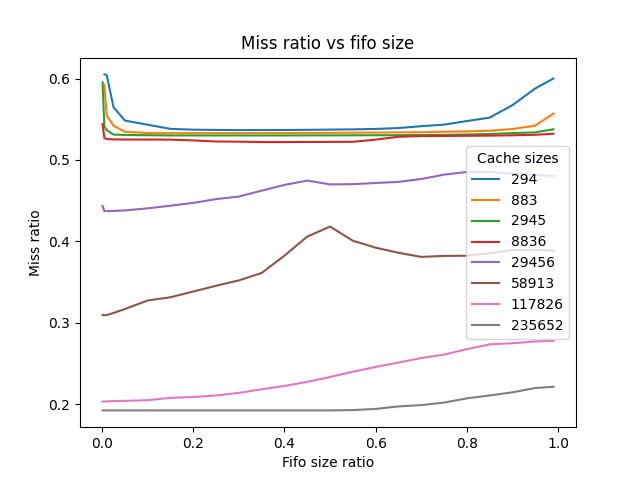 Miss ratio vs fifo size
Miss ratio
0.6
0.5
0.4
0.3
0.2
Cache sizes
294
883
2945
8836
29456
58913
117826
235652
0.0 0.2 0.4 0.6 0.8 1.0
Fifo size ratio